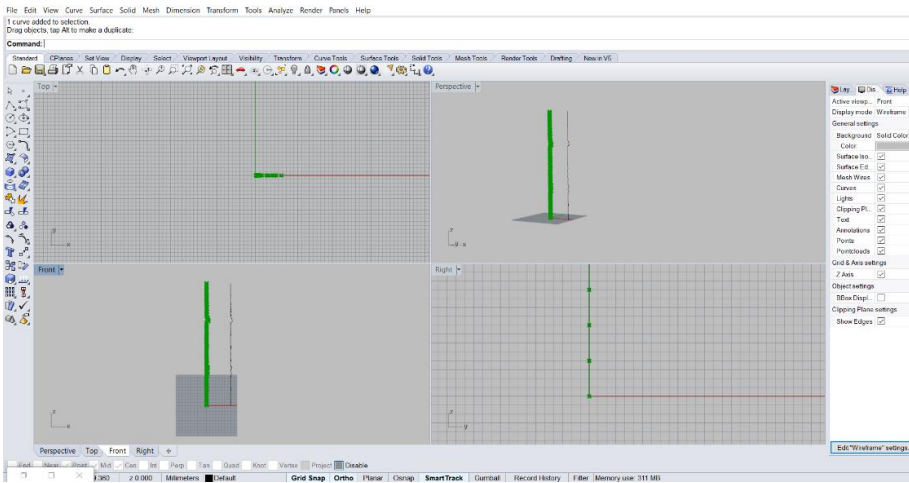 File Edit View Curve Surface Solid Mesh Dimension Transform Tools Analyze Render Panels Help
1 curve added to selection.
Drag objects, tap Alt to make a duplicate:
Command:
Standard CPlanes Set View Display Select Viewport Layout Visibility Transform Curve Tools Surface Tools Solid Tools Mesh Tools Render Tools Drafting New in V6
Top
Perspective
Lay... Dis... Help
Active viewp... Front
Display mode Wireframe
General settings
Background Solid Color
Color
Surface Iso...
Surface Ed...
Mesh Wires
Curves
Lights
Clipping Pl...
Text
Annotations
Points
Pointclouds
Grid & Axis settings
Z Axis
Object settings
BBox Displ...
Clipping Plane settings
Show Edges
y
x
z
y x
Front
Right
z
x
z
y
Edit "Wireframe" settings...
Perspective Top Front Right
End Near Point Mid Cen Int Perp Tan Quad Knot Vertex Project Disable
z 0.000 Millimeters Default Grid Snap Ortho Planar Osnap SmartTrack Gumball Record History Filter Memory use: 311 MB